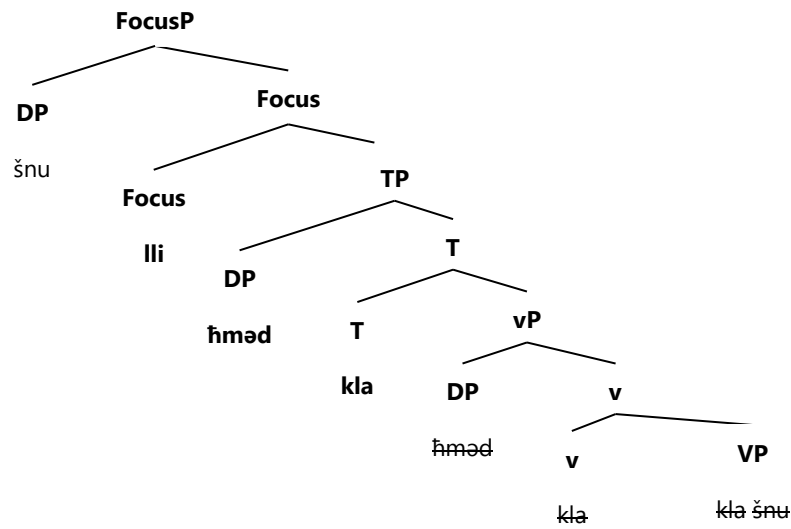 FocusP
DP Focus
šnu
Focus TP
lli
DP T
ħməd
T vP
kla
DP v
ħməd
v VP
kla
kla šnu